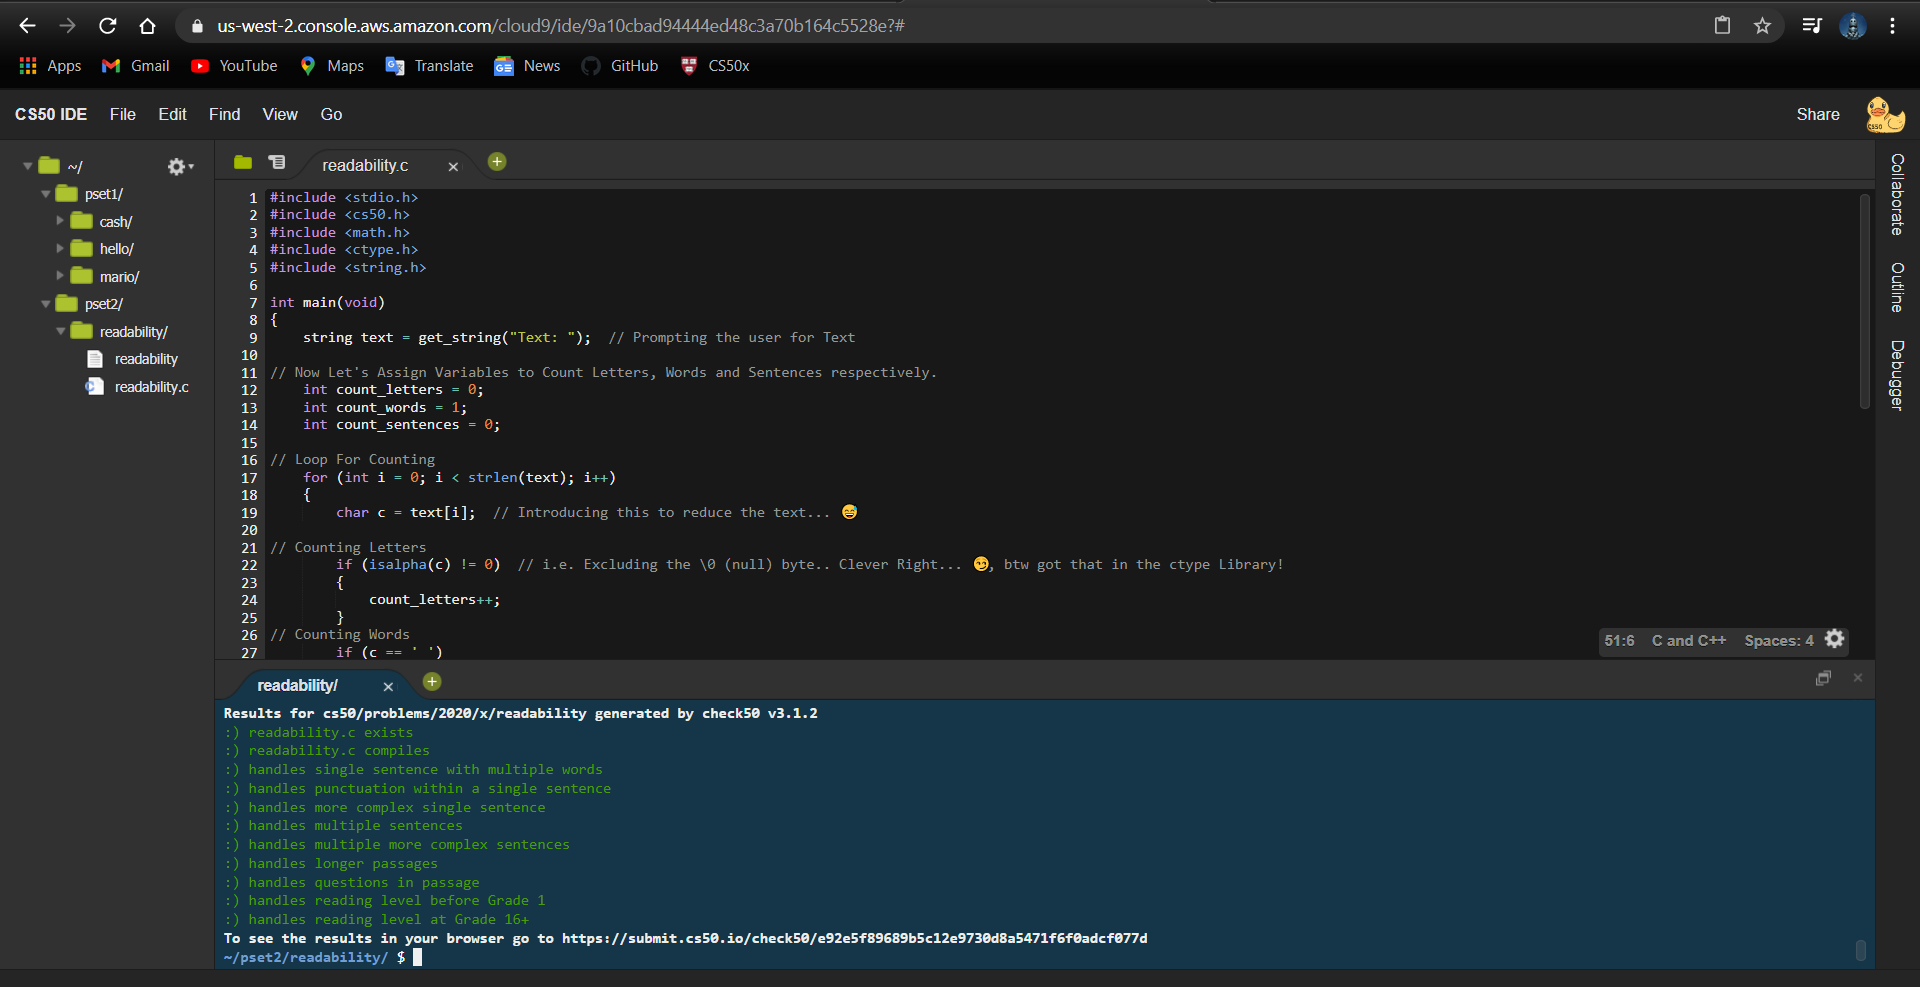 us-west-2.console.aws.amazon.com/cloud9/ide/9a10cbad94444ed48c3a70b164c5528e?#
Apps Gmail YouTube Maps Translate News GitHub CS50x
CS50 IDE File Edit Find View Go Share
~/
pset1/
cash/
hello/
mario/
pset2/
readability/
readability
readability.c
readability.c
1 #include <stdio.h>
2 #include <cs50.h>
3 #include <math.h>
4 #include <ctype.h>
5 #include <string.h>
6
7 int main(void)
8 {
9 string text = get_string("Text: "); // Prompting the user for Text
10
11 // Now Let's Assign Variables to Count Letters, Words and Sentences respectively.
12 int count_letters = 0;
13 int count_words = 1;
14 int count_sentences = 0;
15
16 // Loop For Counting
17 for (int i = 0; i < strlen(text); i++)
18 {
19 char c = text[i]; // Introducing this to reduce the text... 😅
20
21 // Counting Letters
22 if (isalpha(c) != 0) // i.e. Excluding the \0 (null) byte.. Clever Right... 😏, btw got that in the ctype Library!
23 {
24 count_letters++;
25 }
26 // Counting Words
27 if (c == ' ')
51:6 C and C++ Spaces: 4
Collaborate
Outline
Debugger
readability/
Results for cs50/problems/2020/x/readability generated by check50 v3.1.2
:) readability.c exists
:) readability.c compiles
:) handles single sentence with multiple words
:) handles punctuation within a single sentence
:) handles more complex single sentence
:) handles multiple sentences
:) handles multiple more complex sentences
:) handles longer passages
:) handles questions in passage
:) handles reading level before Grade 1
:) handles reading level at Grade 16+
To see the results in your browser go to https://submit.cs50.io/check50/e92e5f89689b5c12e9730d8a5471f6f0adcf077d
~/pset2/readability/ $